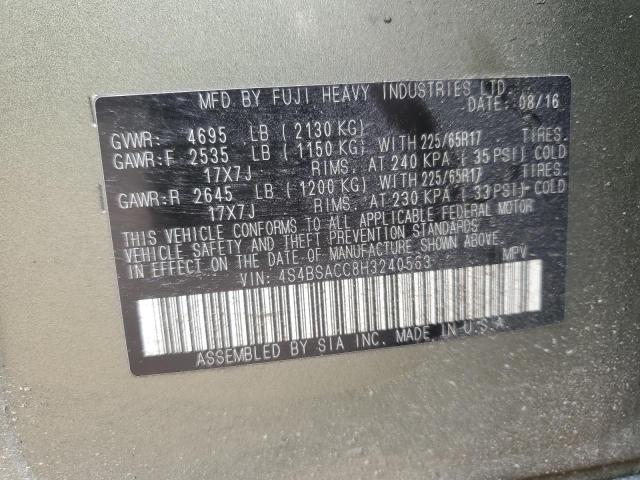 MFD. BY FUJI HEAVY INDUSTRIES LTD.
DATE: 08/16
GVWR: 4695 LB (2130 KG)
GAWR:F 2535 LB (1150 KG) WITH 225/65R17 TIRES.
17X7J RIMS. AT 240 KPA (35 PSI) COLD
GAWR:R 2645 LB (1200 KG) WITH 225/65R17 TIRES.
17X7J RIMS. AT 230 KPA (33 PSI) COLD
THIS VEHICLE CONFORMS TO ALL APPLICABLE FEDERAL MOTOR
VEHICLE SAFETY AND THEFT PREVENTION STANDARDS
IN EFFECT ON THE DATE OF MANUFACTURE SHOWN ABOVE.
VIN: 4S4BSACC8H3240563 MPV
ASSEMBLED BY SIA INC. MADE IN U.S.A.